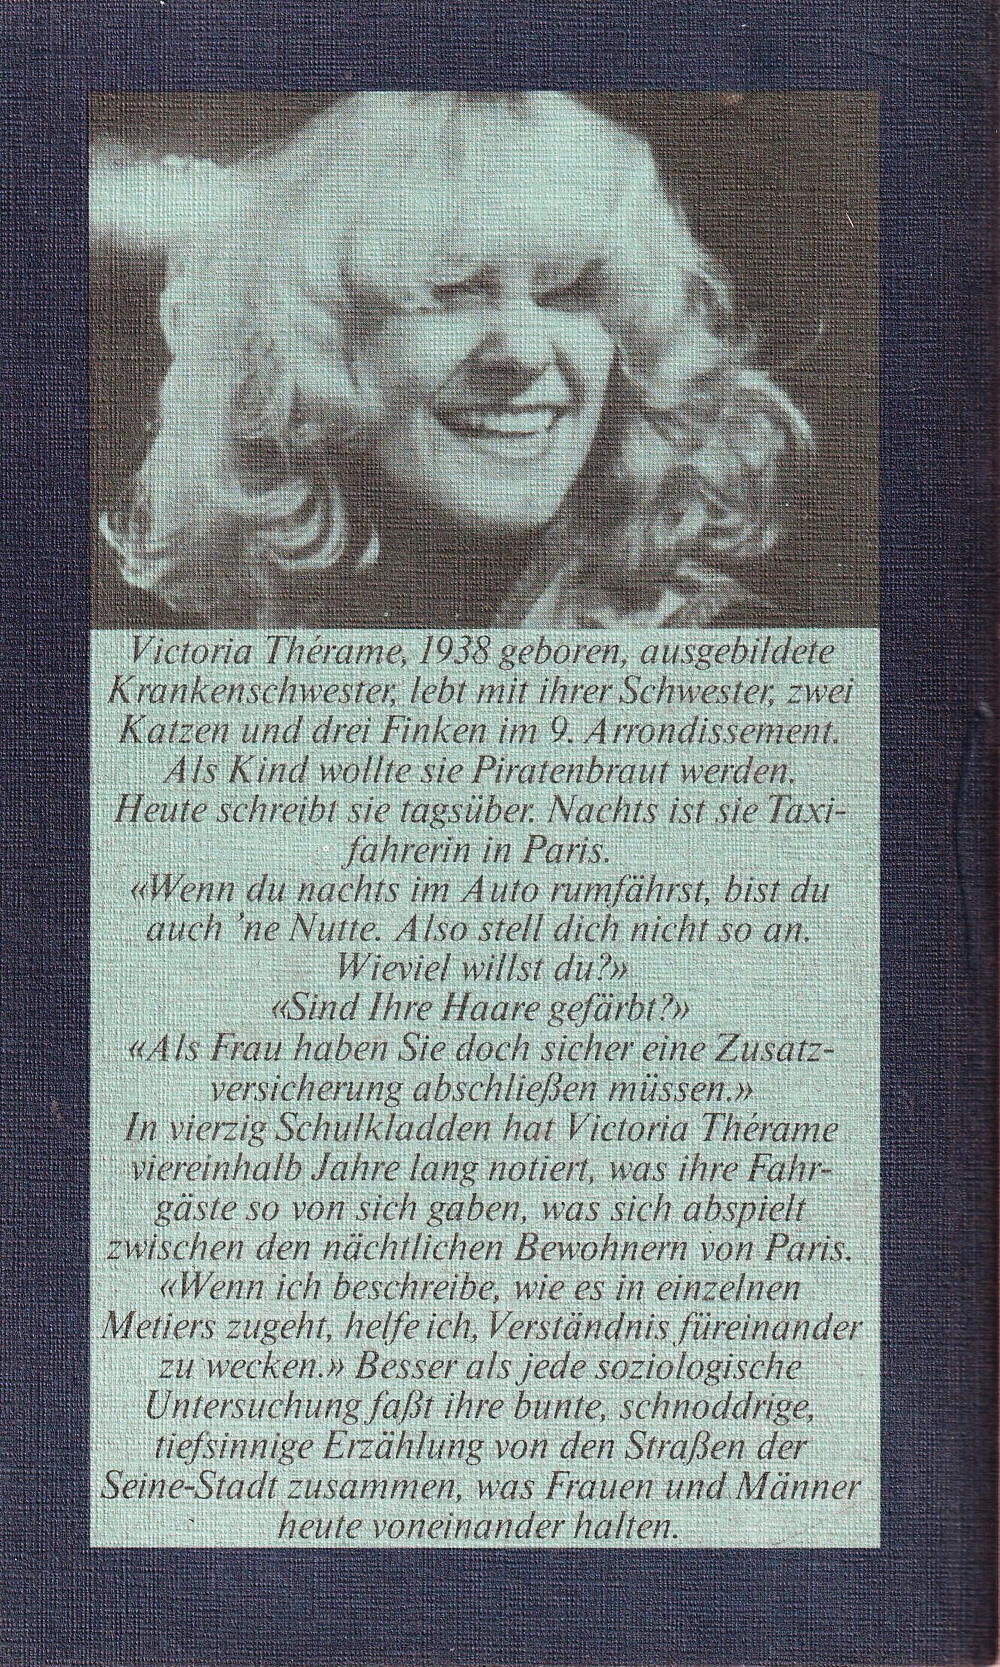 Victoria Thérame, 1938 geboren, ausgebildete
Krankenschwester, lebt mit ihrer Schwester, zwei
Katzen und drei Finken im 9. Arrondissement.
Als Kind wollte sie Piratenbraut werden.
Heute schreibt sie tagsüber. Nachts ist sie Taxi-
fahrerin in Paris.
«Wenn du nachts im Auto rumfährst, bist du
auch 'ne Nutte. Also stell dich nicht so an.
Wieviel willst du?»
«Sind Ihre Haare gefärbt?»
«Als Frau haben Sie doch sicher eine Zusatz-
versicherung abschließen müssen.»
In vierzig Schulkladden hat Victoria Thérame
viereinhalb Jahre lang notiert, was ihre Fahr-
gäste so von sich gaben, was sich abspielt
zwischen den nächtlichen Bewohnern von Paris.
«Wenn ich beschreibe, wie es in einzelnen
Metiers zugeht, helfe ich, Verständnis füreinander
zu wecken.» Besser als jede soziologische
Untersuchung faßt ihre bunte, schnoddrige,
tiefsinnige Erzählung von den Straßen der
Seine-Stadt zusammen, was Frauen und Männer
heute voneinander halten.